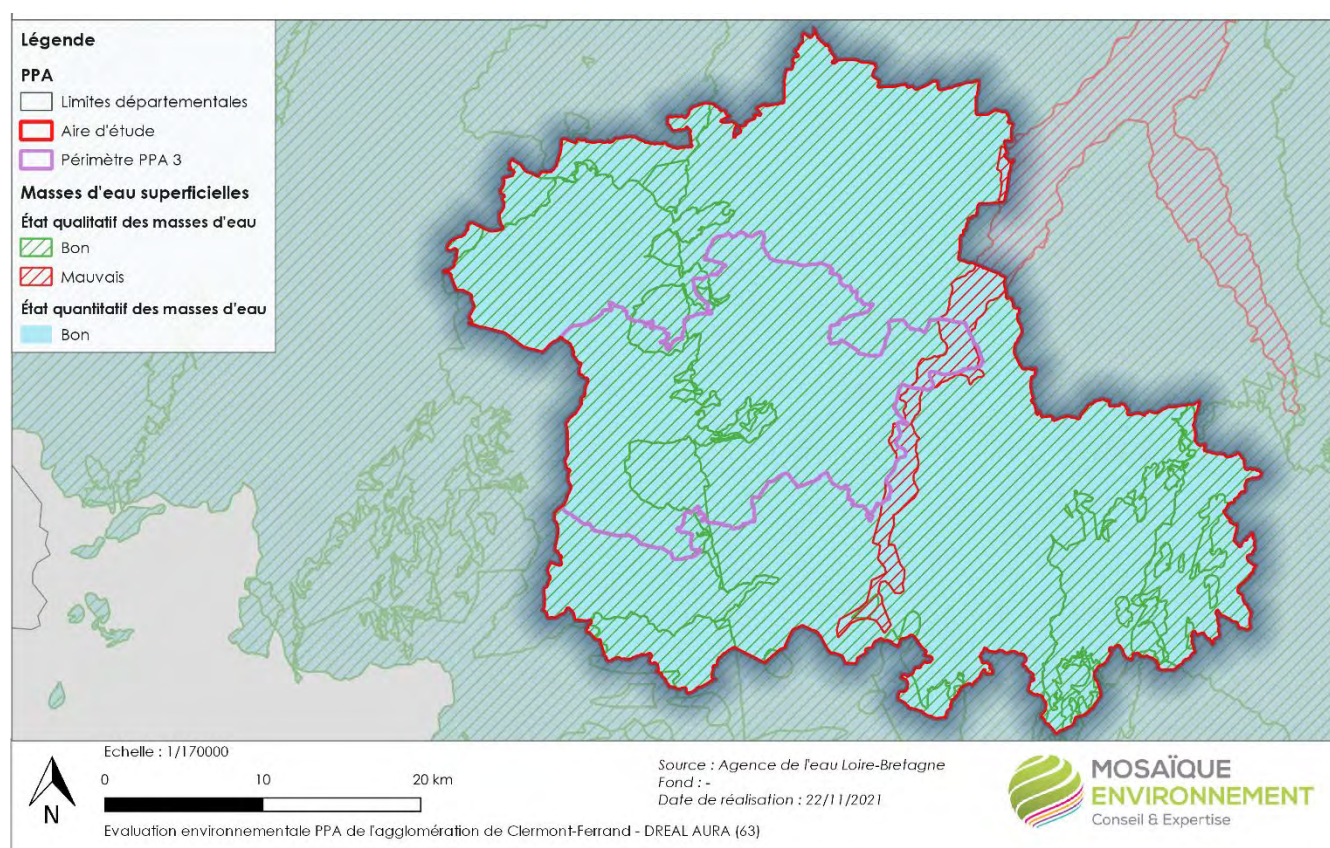 Légende
PPA
Limites départementales
Aire d'étude
Périmètre PPA 3
Masses d'eau superficielles
État qualitatif des masses d'eau
Bon
Mauvais
État quantitatif des masses d'eau
Bon
N
Echelle : 1/170000
0 10 20 km
Source : Agence de l'eau Loire-Bretagne
Fond : -
Date de réalisation : 22/11/2021
Evaluation environnementale PPA de l'agglomération de Clermont-Ferrand - DREAL AURA (63)
MOSAÏQUE
ENVIRONNEMENT
Conseil & Expertise